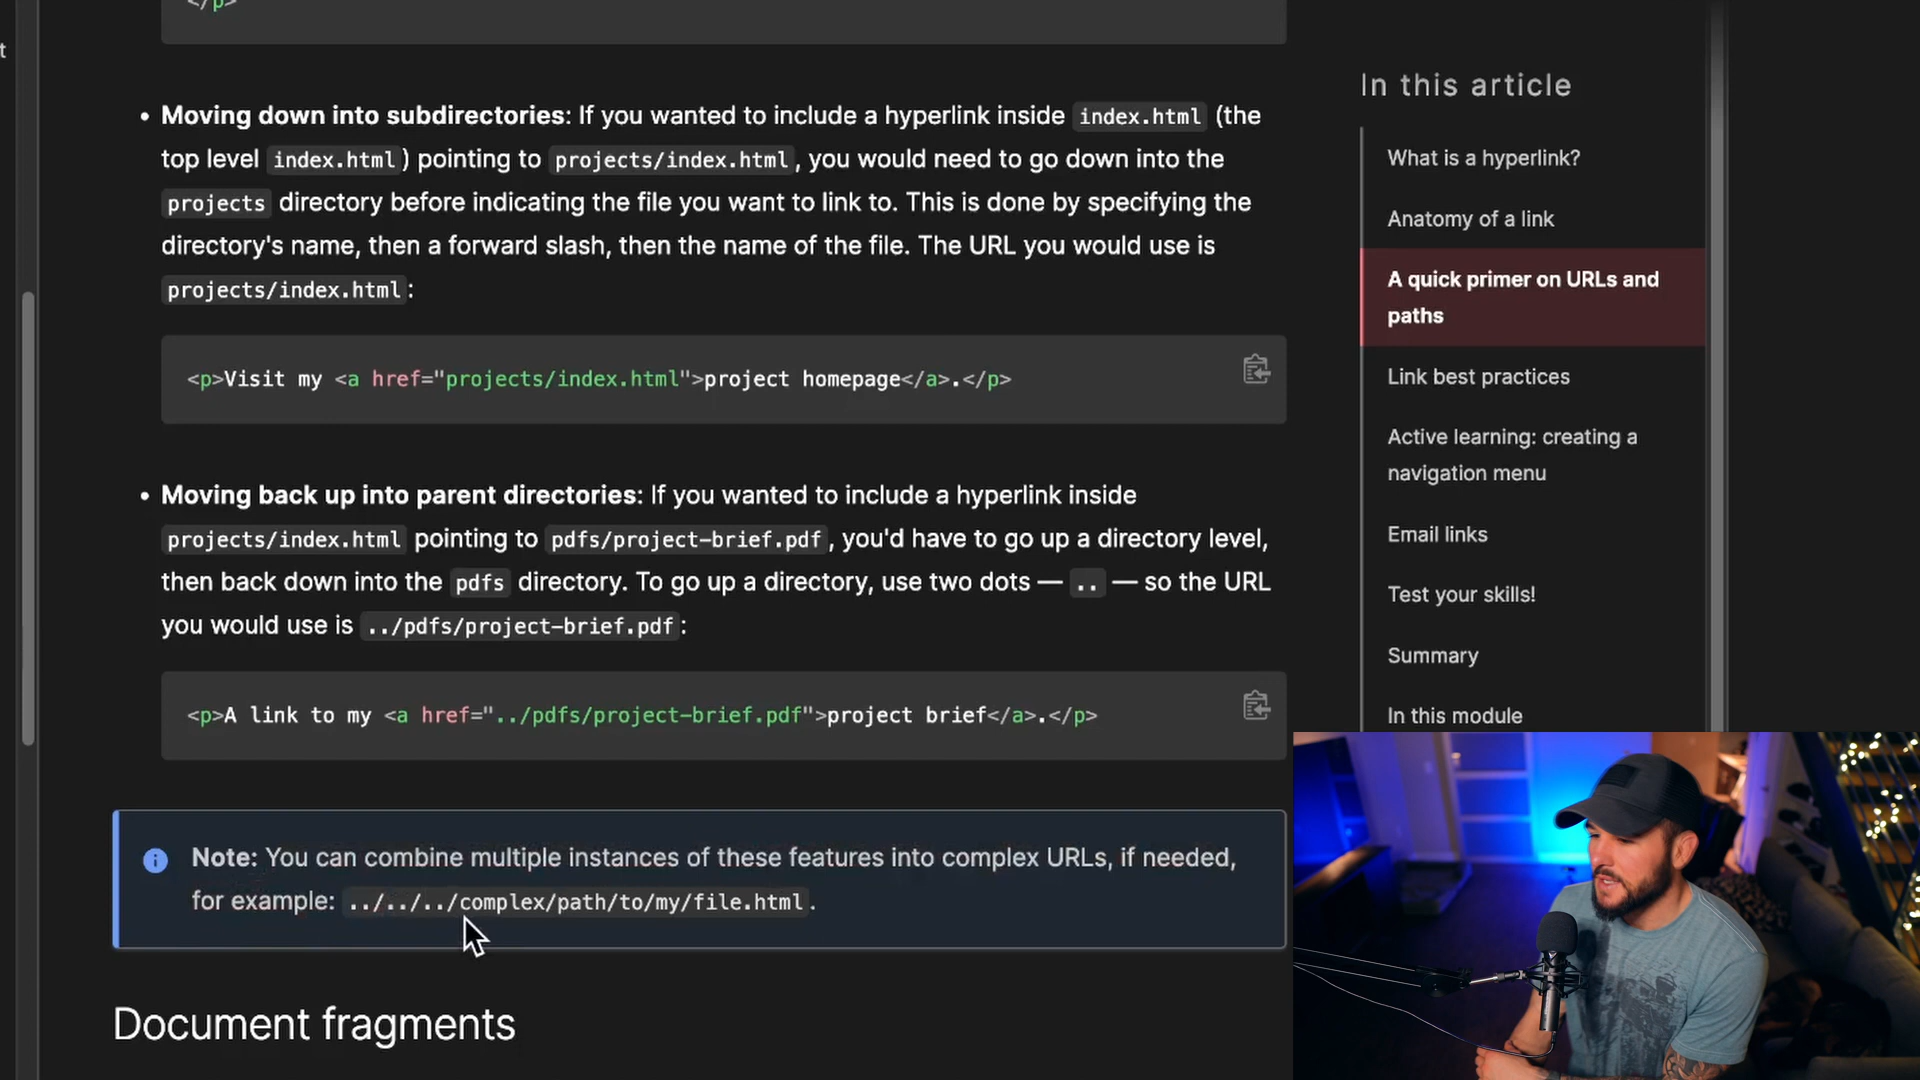 </p>
t
Moving down into subdirectories: If you wanted to include a hyperlink inside index.html (the
top level index.html) pointing to projects/index.html, you would need to go down into the
projects directory before indicating the file you want to link to. This is done by specifying the
directory's name, then a forward slash, then the name of the file. The URL you would use is
projects/index.html:
<p>Visit my <a href="projects/index.html">project homepage</a>.</p>
Moving back up into parent directories: If you wanted to include a hyperlink inside
projects/index.html pointing to pdfs/project-brief.pdf, you'd have to go up a directory level,
then back down into the pdfs directory. To go up a directory, use two dots — .. — so the URL
you would use is ../pdfs/project-brief.pdf:
<p>A link to my <a href="../pdfs/project-brief.pdf">project brief</a>.</p>
Note: You can combine multiple instances of these features into complex URLs, if needed,
for example: ../../../complex/path/to/my/file.html.
Document fragments
In this article
What is a hyperlink?
Anatomy of a link
A quick primer on URLs and
paths
Link best practices
Active learning: creating a
navigation menu
Email links
Test your skills!
Summary
In this module